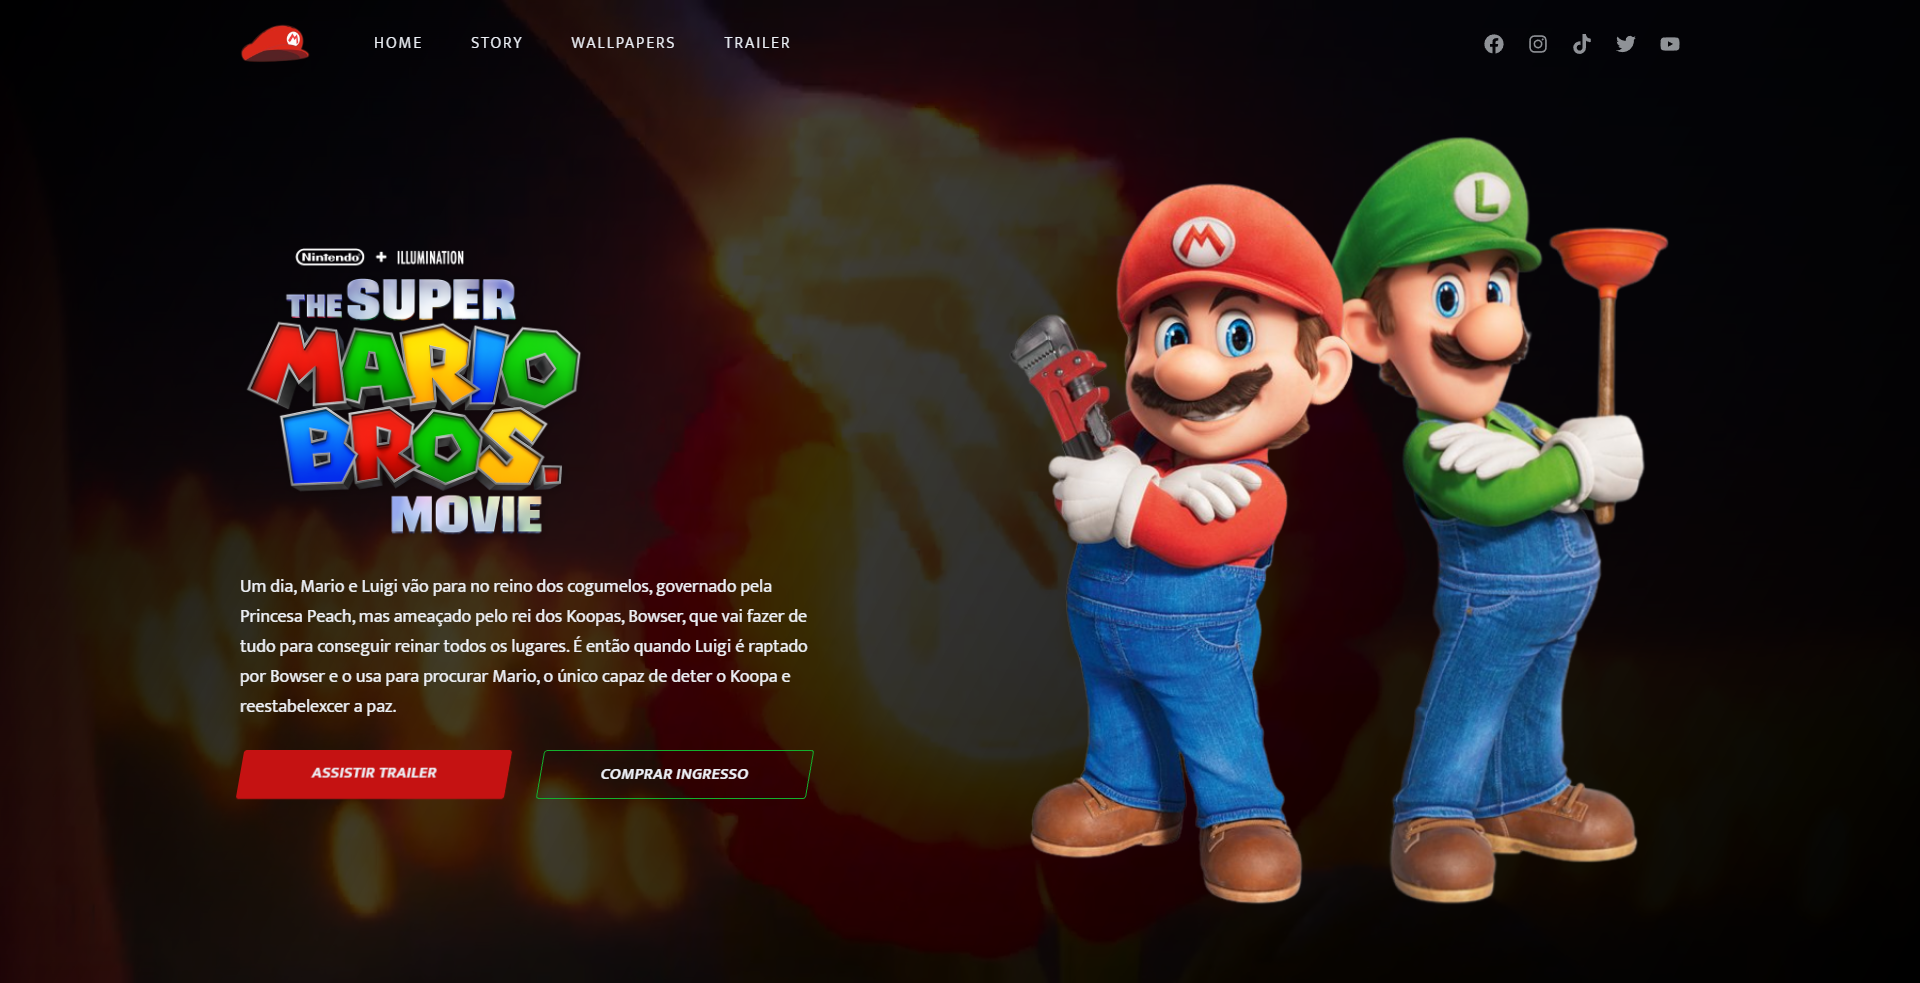 HOME STORY WALLPAPERS TRAILER
M
L
M
Nintendo + ILLUMINATION
THE SUPER
MARIO
BROS.
MOVIE
Um dia, Mario e Luigi vão para no reino dos cogumelos, governado pela
Princesa Peach, mas ameaçado pelo rei dos Koopas, Bowser, que vai fazer de
tudo para conseguir reinar todos os lugares. É então quando Luigi é raptado
por Bowser e o usa para procurar Mario, o único capaz de deter o Koopa e
reestabelexcer a paz.
ASSISTIR TRAILER
COMPRAR INGRESSO